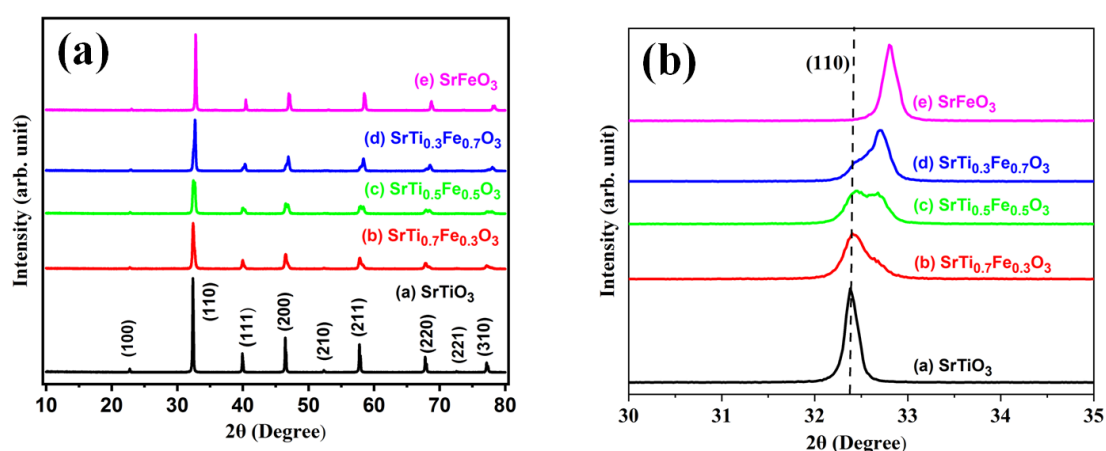 (a)
(e) SrFeO3
(d) SrTi0.3Fe0.7O3
(c) SrTi0.5Fe0.5O3
(b) SrTi0.7Fe0.3O3
(a) SrTiO3
(100)
(110)
(111)
(200)
(210)
(211)
(220)
(221)
(310)
Intensity (arb. unit)
10 20 30 40 50 60 70 80
2θ (Degree)
(b)
(110)
(e) SrFeO3
(d) SrTi0.3Fe0.7O3
(c) SrTi0.5Fe0.5O3
(b) SrTi0.7Fe0.3O3
(a) SrTiO3
Intensity (arb. unit)
30 31 32 33 34 35
2θ (Degree)